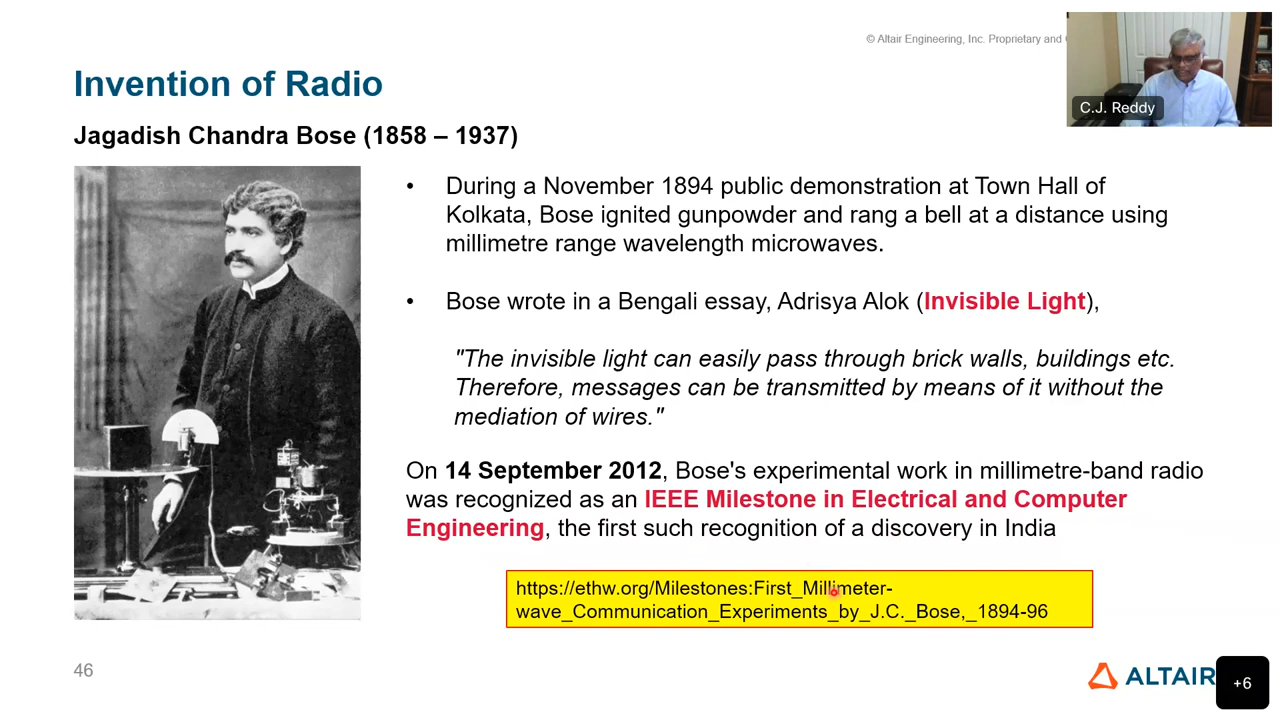 © Altair Engineering, Inc. Proprietary and
C.J. Reddy
Invention of Radio
Jagadish Chandra Bose (1858 – 1937)
• During a November 1894 public demonstration at Town Hall of
Kolkata, Bose ignited gunpowder and rang a bell at a distance using
millimetre range wavelength microwaves.
• Bose wrote in a Bengali essay, Adrisya Alok (Invisible Light),
"The invisible light can easily pass through brick walls, buildings etc.
Therefore, messages can be transmitted by means of it without the
mediation of wires."
On 14 September 2012, Bose's experimental work in millimetre-band radio
was recognized as an IEEE Milestone in Electrical and Computer
Engineering, the first such recognition of a discovery in India
https://ethw.org/Milestones:First_Millimeter-
wave_Communication_Experiments_by_J.C._Bose,_1894-96
46
ALTAIR
+6